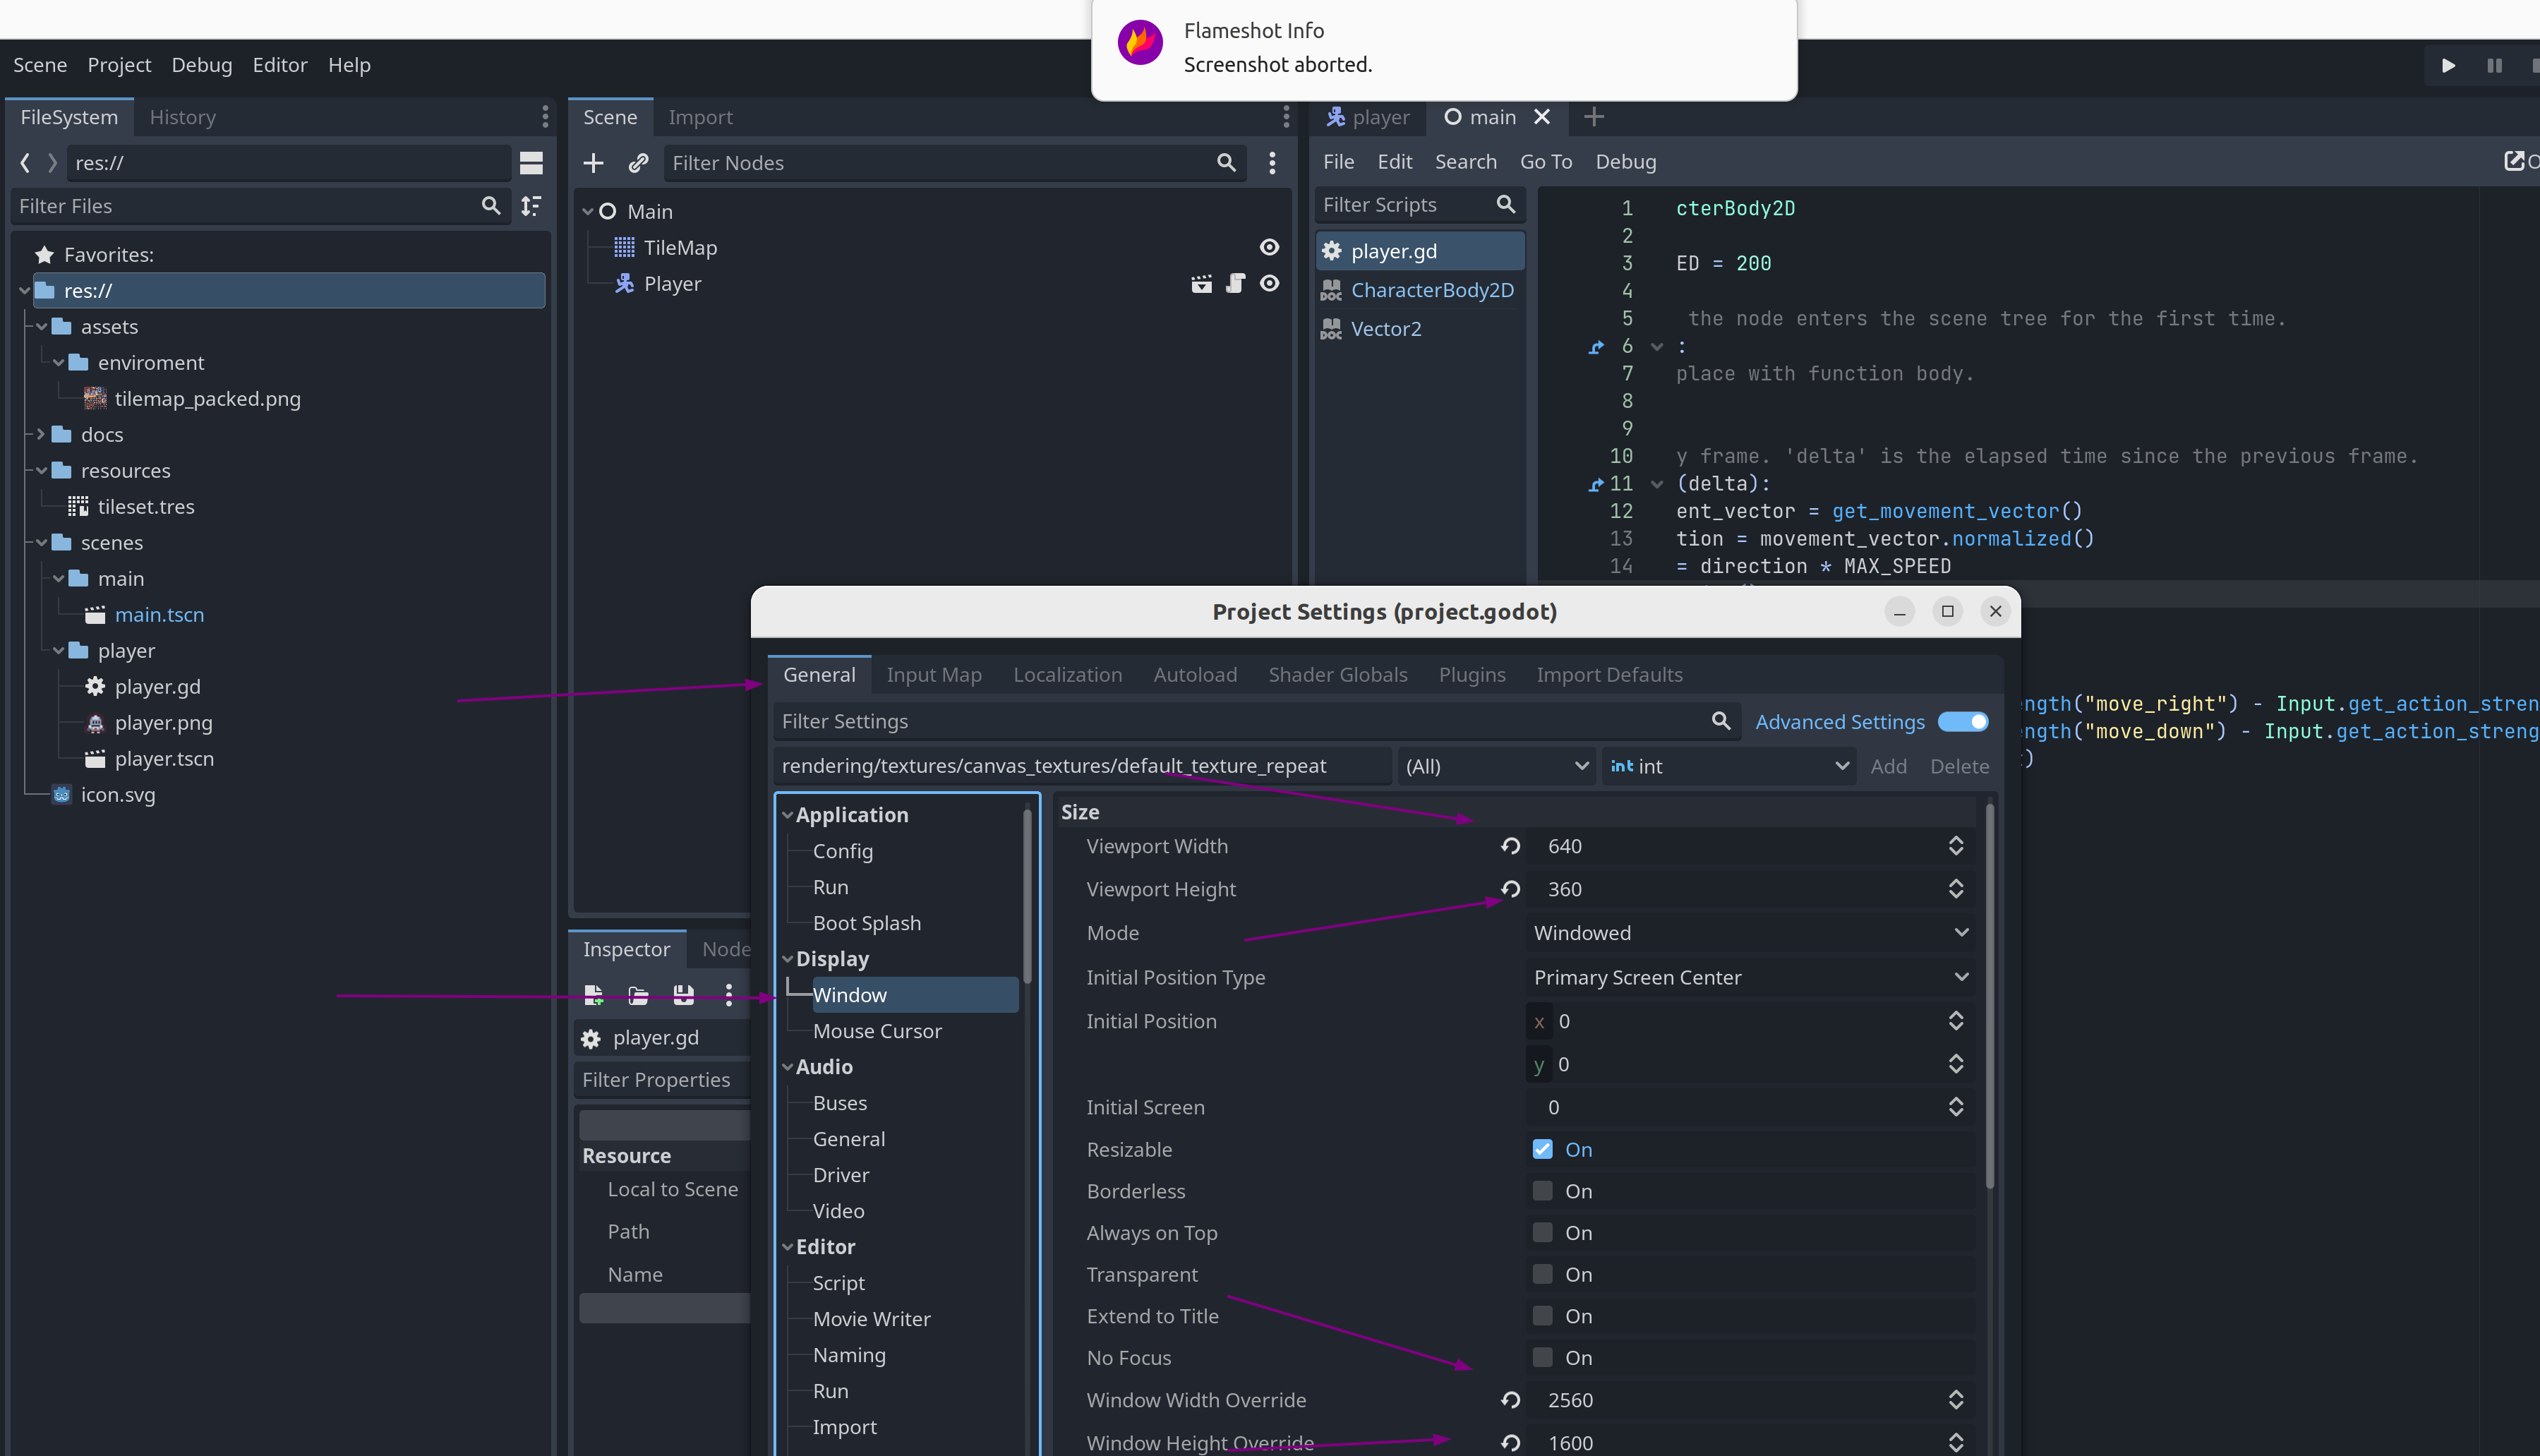 Flameshot Info
Screenshot aborted.
Scene Project Debug Editor Help
FileSystem History
res://
Filter Files
Favorites:
res://
assets
enviroment
tilemap_packed.png
docs
resources
tileset.tres
scenes
main
main.tscn
player
player.gd
player.png
player.tscn
icon.svg
Scene Import
Filter Nodes
Main
TileMap
Player
Inspector Node
player.gd
Filter Properties
Resource
Local to Scene
Path
Name
player main
File Edit Search Go To Debug
Filter Scripts
player.gd
CharacterBody2D
Vector2
1 cterBody2D
2
3 ED = 200
4
5 the node enters the scene tree for the first time.
6 :
7 place with function body.
8
9
10 y frame. 'delta' is the elapsed time since the previous frame.
11 (delta):
12 ent_vector = get_movement_vector()
13 tion = movement_vector.normalized()
14 = direction * MAX_SPEED
ngth("move_right") - Input.get_action_stren
ngth("move_down") - Input.get_action_streng
)
Project Settings (project.godot)
General Input Map Localization Autoload Shader Globals Plugins Import Defaults
Filter Settings Advanced Settings
rendering/textures/canvas_textures/default_texture_repeat (All) int int Add Delete
Application
Config
Run
Boot Splash
Display
Window
Mouse Cursor
Audio
Buses
General
Driver
Video
Editor
Script
Movie Writer
Naming
Run
Import
Size
Viewport Width 640
Viewport Height 360
Mode Windowed
Initial Position Type Primary Screen Center
Initial Position x 0
y 0
Initial Screen 0
Resizable On
Borderless On
Always on Top On
Transparent On
Extend to Title On
No Focus On
Window Width Override 2560
Window Height Override 1600